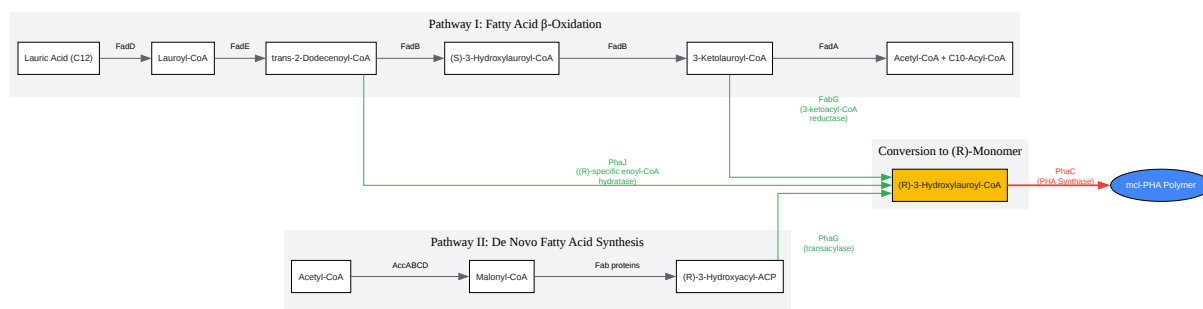 Pathway I: Fatty Acid β-Oxidation
FadD
FadE
FadB
FadB
FadA
Lauric Acid (C12)
Lauroyl-CoA
trans-2-Dodecenoyl-CoA
(S)-3-Hydroxylauroyl-CoA
3-Ketolauroyl-CoA
Acetyl-CoA + C10-Acyl-CoA
FabG
(3-ketoacyl-CoA
reductase)
Conversion to (R)-Monomer
PhaJ
((R)-specific enoyl-CoA
hydratase)
(R)-3-Hydroxylauroyl-CoA
PhaC
(PHA Synthase)
mcl-PHA Polymer
Pathway II: De Novo Fatty Acid Synthesis
PhaG
(transacylase)
AccABCD
Fab proteins
Acetyl-CoA
Malonyl-CoA
(R)-3-Hydroxyacyl-ACP